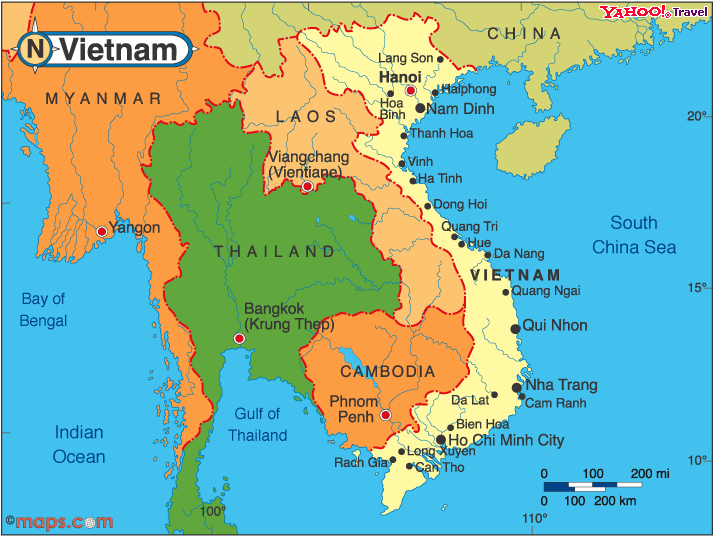 YAHOO! Travel
N Vietnam
CHINA
Lang Son
Hanoi
Haiphong
Hoa
Binh
Nam Dinh
MYANMAR
LAOS
20°
Thanh Hoa
Viangchang
(Vientiane)
Vinh
Ha Tinh
Dong Hoi
Yangon
THAILAND
Quang Tri
Hue
Da Nang
South
China Sea
VIETNAM
Quang Ngai
15°
Bay of
Bengal
Bangkok
(Krung Thep)
Qui Nhon
CAMBODIA
Nha Trang
Phnom
Penh
Da Lat
Cam Ranh
Gulf of
Thailand
Bien Hoa
Indian
Ocean
Ho Chi Minh City
Long Xuyen
Rach Gia
Can Tho
10°
0 100 200 mi
0 100 200 km
©maps.com
100°
110°